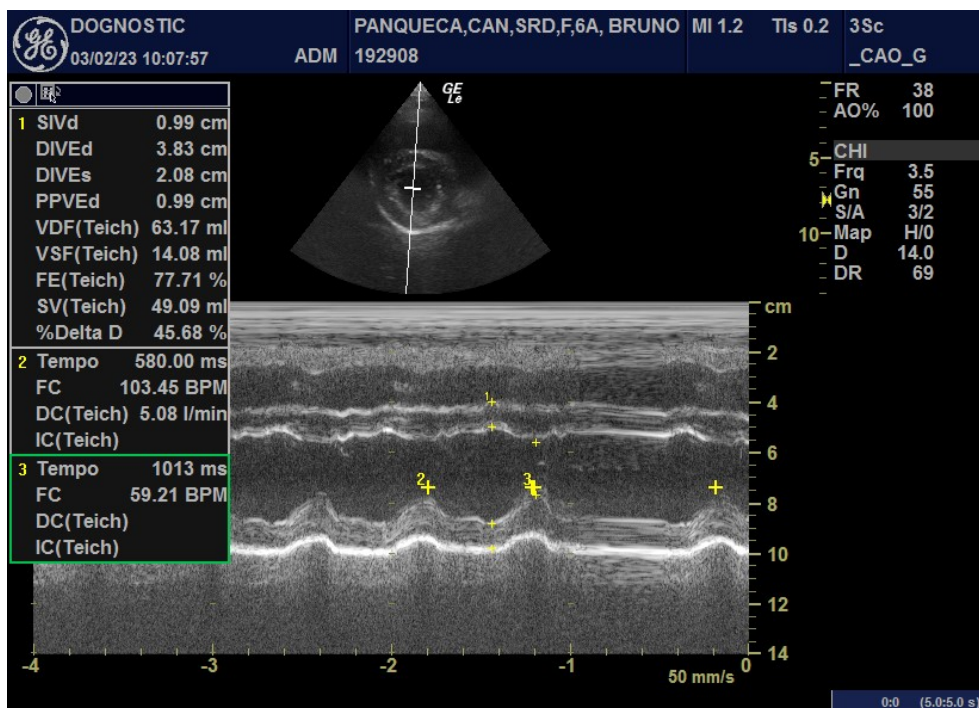 DOGNOSTIC
03/02/23 10:07:57
ADM
PANQUECA,CAN,SRD,F,6A, BRUNO
192908
MI 1.2
TIs 0.2
3Sc
_CAO_G
1 SIVd 0.99 cm
DIVEd 3.83 cm
DIVEs 2.08 cm
PPVEd 0.99 cm
VDF(Teich) 63.17 ml
VSF(Teich) 14.08 ml
FE(Teich) 77.71 %
SV(Teich) 49.09 ml
%Delta D 45.68 %
2 Tempo 580.00 ms
FC 103.45 BPM
DC(Teich) 5.08 l/min
IC(Teich)
3 Tempo 1013 ms
FC 59.21 BPM
DC(Teich)
IC(Teich)
GE
Le
5
10
FR 38
AO% 100
CHI
Frq 3.5
Gn 55
S/A 3/2
Map H/0
D 14.0
DR 69
cm
2
4
6
8
10
12
14
1
2
3
-4
-3
-2
-1
0
50 mm/s
0:0 (5.0:5.0 s)